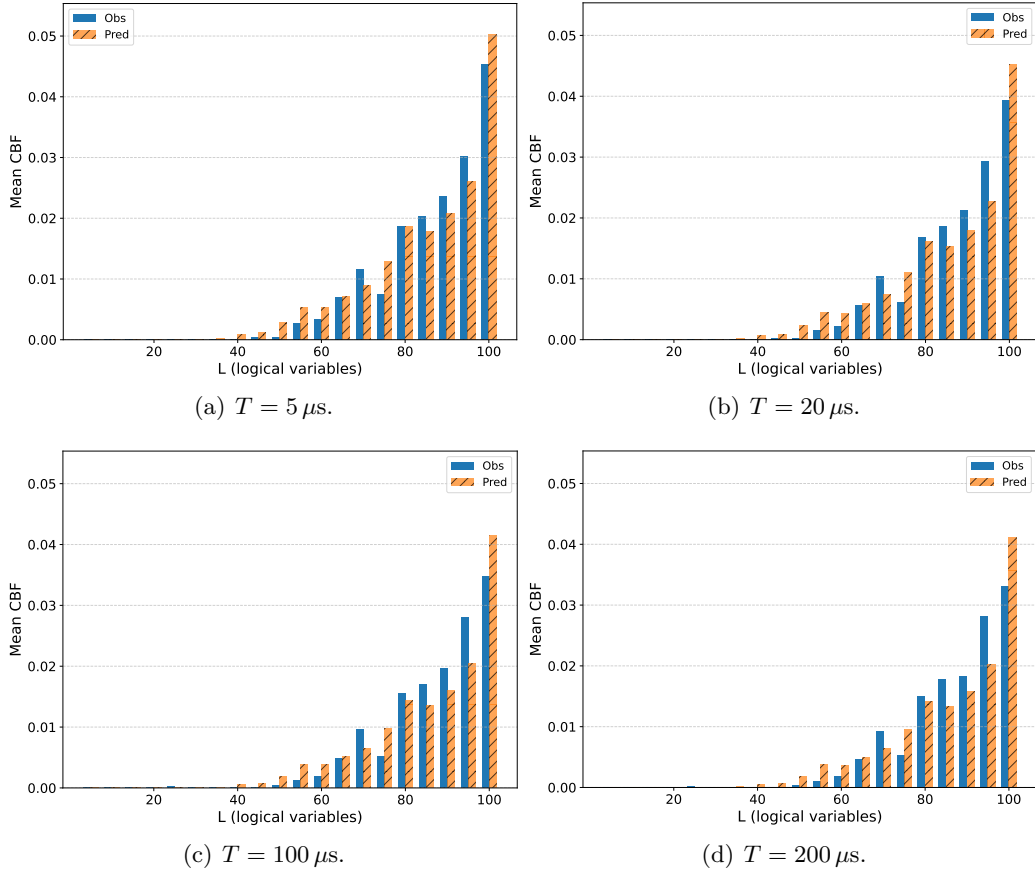 0.05
0.04
0.03
0.02
0.01
0.00
Mean CBF
Obs
Pred
20 40 60 80 100
L (logical variables)
(a) T = 5 μs.
0.05
0.04
0.03
0.02
0.01
0.00
Mean CBF
Obs
Pred
20 40 60 80 100
L (logical variables)
(b) T = 20 μs.
0.05
0.04
0.03
0.02
0.01
0.00
Mean CBF
Obs
Pred
20 40 60 80 100
L (logical variables)
(c) T = 100 μs.
0.05
0.04
0.03
0.02
0.01
0.00
Mean CBF
Obs
Pred
20 40 60 80 100
L (logical variables)
(d) T = 200 μs.